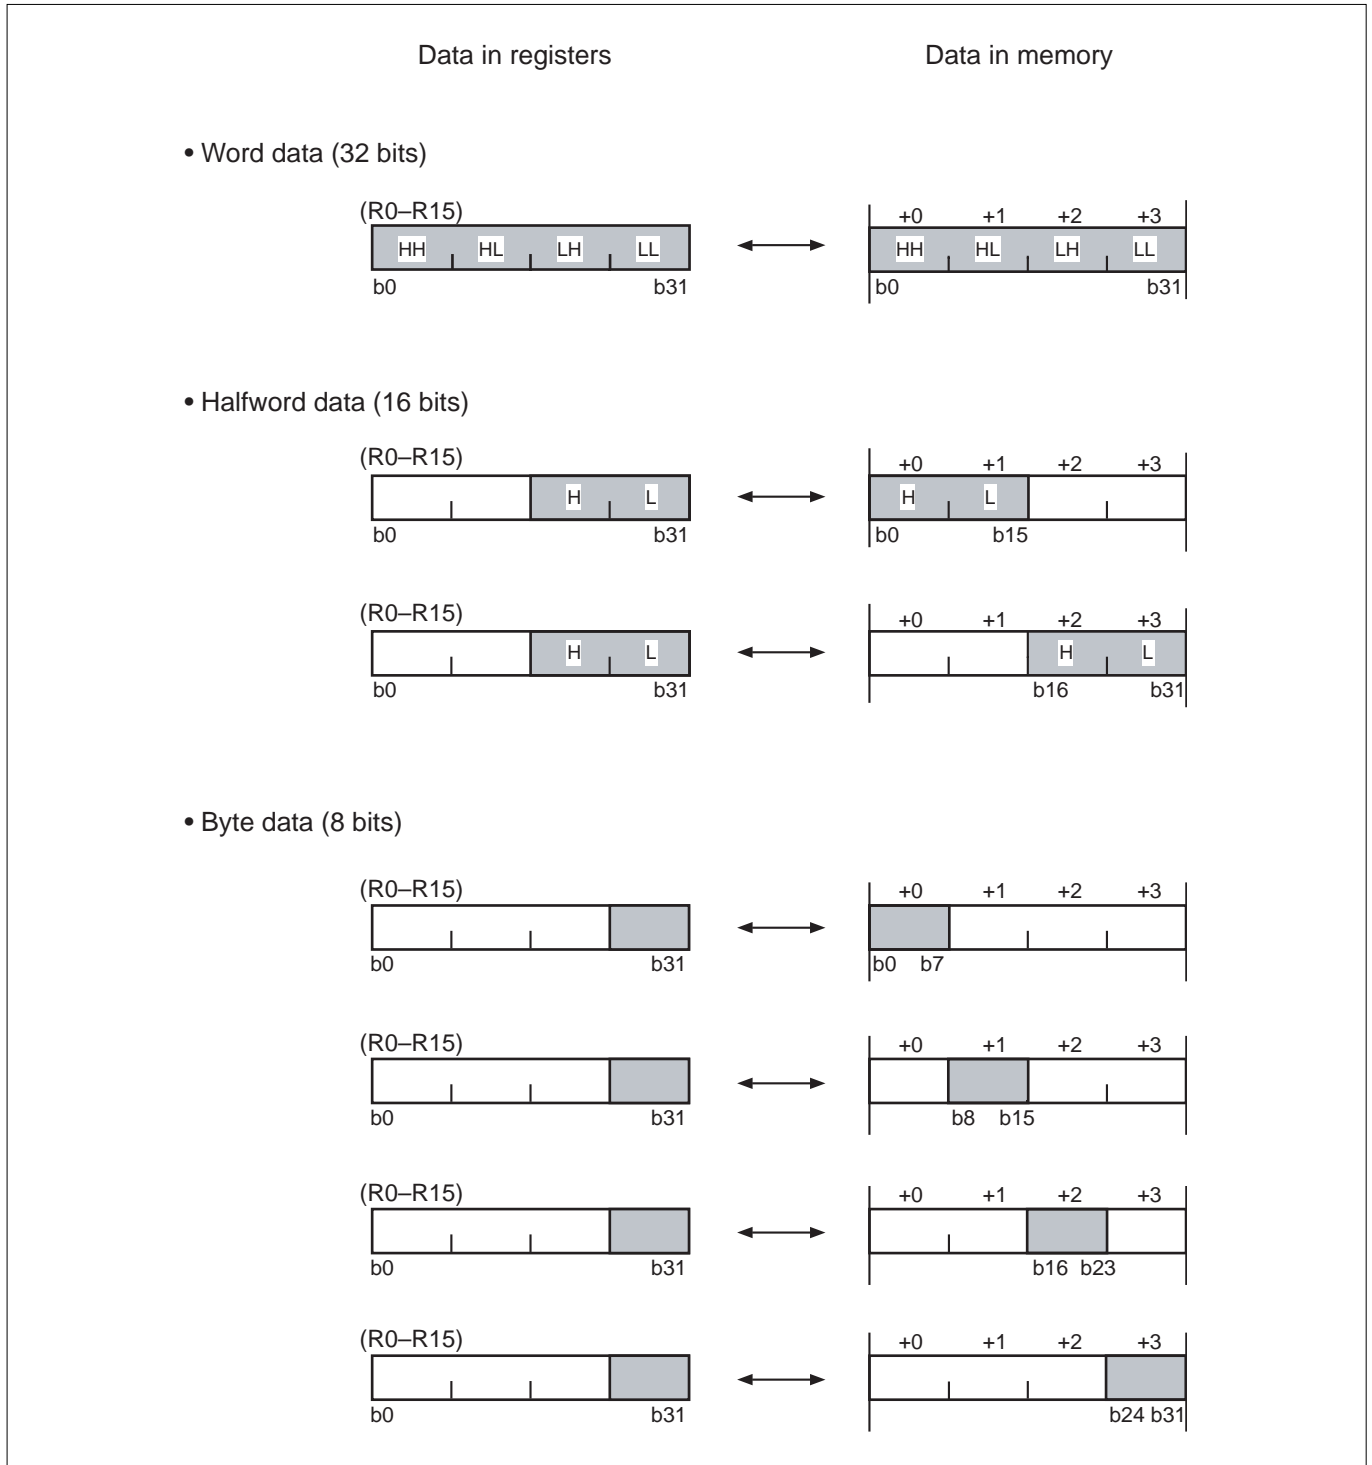 Data in registers Data in memory
• Word data (32 bits)
(R0–R15) +0 +1 +2 +3
HH HL LH LL HH HL LH LL
b0 b31 b0 b31
• Halfword data (16 bits)
(R0–R15) +0 +1 +2 +3
H L H L
b0 b31 b0 b15
(R0–R15) +0 +1 +2 +3
H L H L
b0 b31 b16 b31
• Byte data (8 bits)
(R0–R15) +0 +1 +2 +3
b0 b31 b0 b7
(R0–R15) +0 +1 +2 +3
b0 b31 b8 b15
(R0–R15) +0 +1 +2 +3
b0 b31 b16 b23
(R0–R15) +0 +1 +2 +3
b0 b31 b24 b31